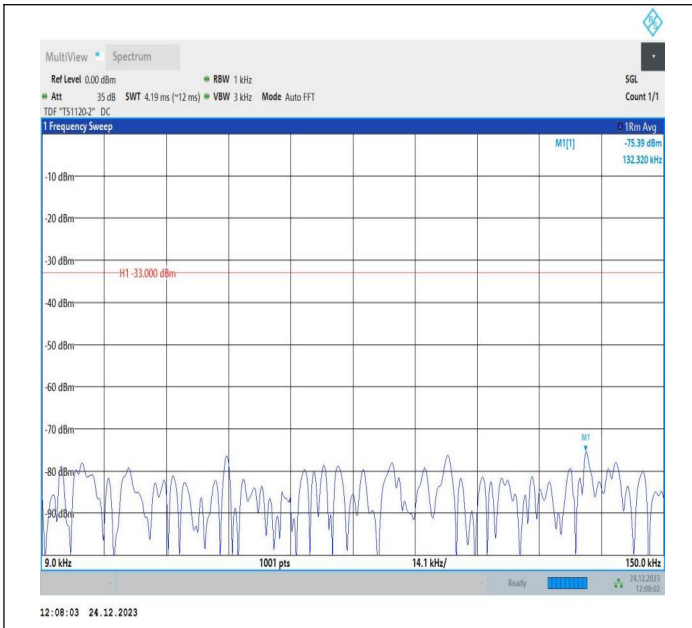 R&S
MultiView Spectrum
Ref Level 0.00 dBm RBW 1 kHz SGL
Att 35 dB SWT 4.19 ms (~12 ms) VBW 3 kHz Mode Auto FFT Count 1/1
TDF "TS1120-2" DC
1 Frequency Sweep 1Rm Avg
M1[1] -75.39 dBm
132.320 kHz
-10 dBm
-20 dBm
-30 dBm
H1 -33.000 dBm
-40 dBm
-50 dBm
-60 dBm
-70 dBm
M1
-80 dBm
-90 dBm
9.0 kHz 1001 pts 14.1 kHz/ 150.0 kHz
Ready 24.12.2023
12:08:02
12:08:03 24.12.2023